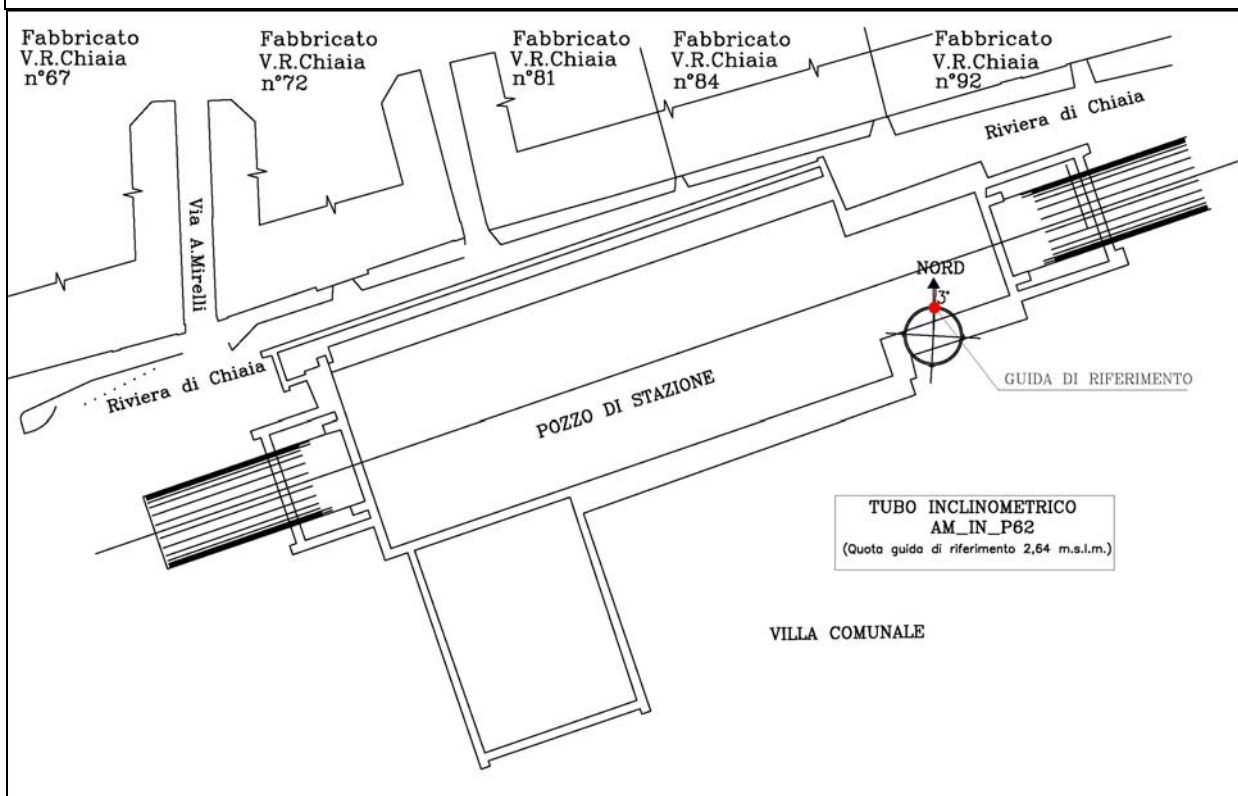 Fabbricato
V.R.Chiaia
n°67
Fabbricato
V.R.Chiaia
n°72
Fabbricato
V.R.Chiaia
n°81
Fabbricato
V.R.Chiaia
n°84
Fabbricato
V.R.Chiaia
n°92
Riviera di Chiaia
Via A.Mirelli
NORD
3°
Riviera di Chiaia
GUIDA DI RIFERIMENTO
POZZO DI STAZIONE
TUBO INCLINOMETRICO
AM_IN_P62
(Quota guida di riferimento 2,64 m.s.l.m.)
VILLA COMUNALE